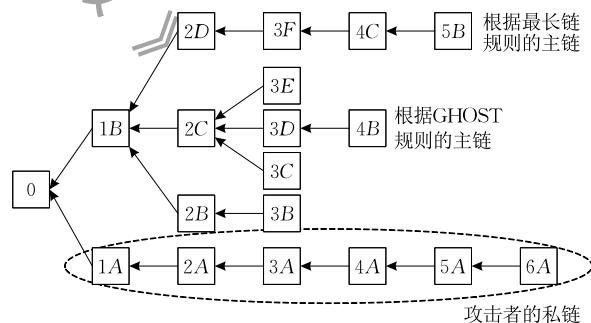 2D 3F 4C 5B 根据最长链
规则的主链
3E
1B 2C 3D 4B 根据GHOST
规则的主链
3C
0
2B 3B
1A 2A 3A 4A 5A 6A
攻击者的私链